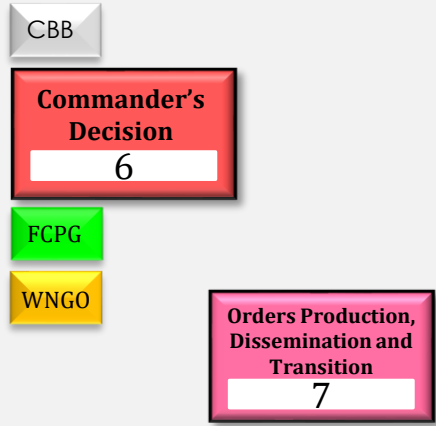 CBB
Commander’s
Decision
6
FCPG
WNGO
Orders Production,
Dissemination and
Transition
7